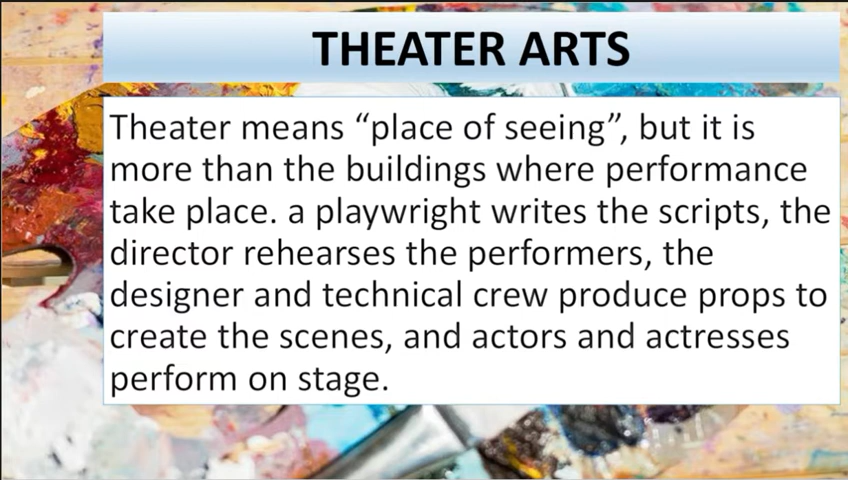 THEATER ARTS
Theater means “place of seeing”, but it is
more than the buildings where performance
take place. a playwright writes the scripts, the
director rehearses the performers, the
designer and technical crew produce props to
create the scenes, and actors and actresses
perform on stage.